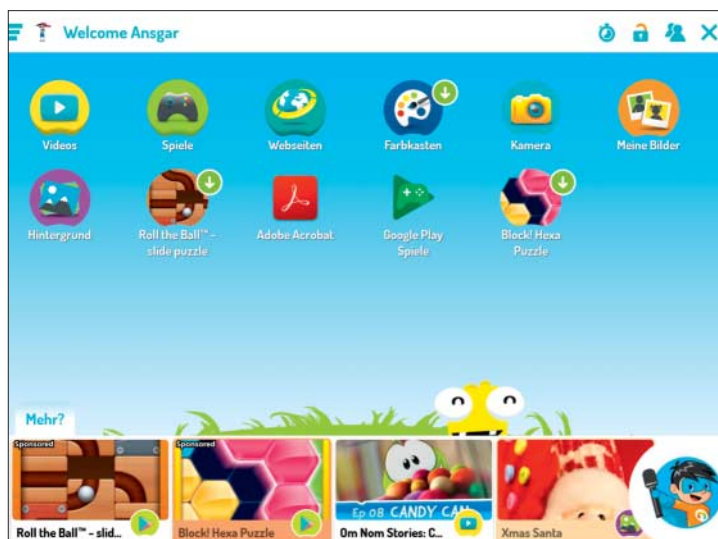 Welcome Ansgar
Videos
Spiele
Webseiten
Farbkasten
Kamera
Meine Bilder
Hintergrund
Roll the Ball™ –
slide puzzle
Adobe Acrobat
Google Play
Spiele
Block! Hexa
Puzzle
Mehr?
Sponsored
Sponsored
Ep 08 CANDY CAN
Roll the Ball™ - slid...
Block! Hexa Puzzle
Om Nom Stories: C...
Xmas Santa